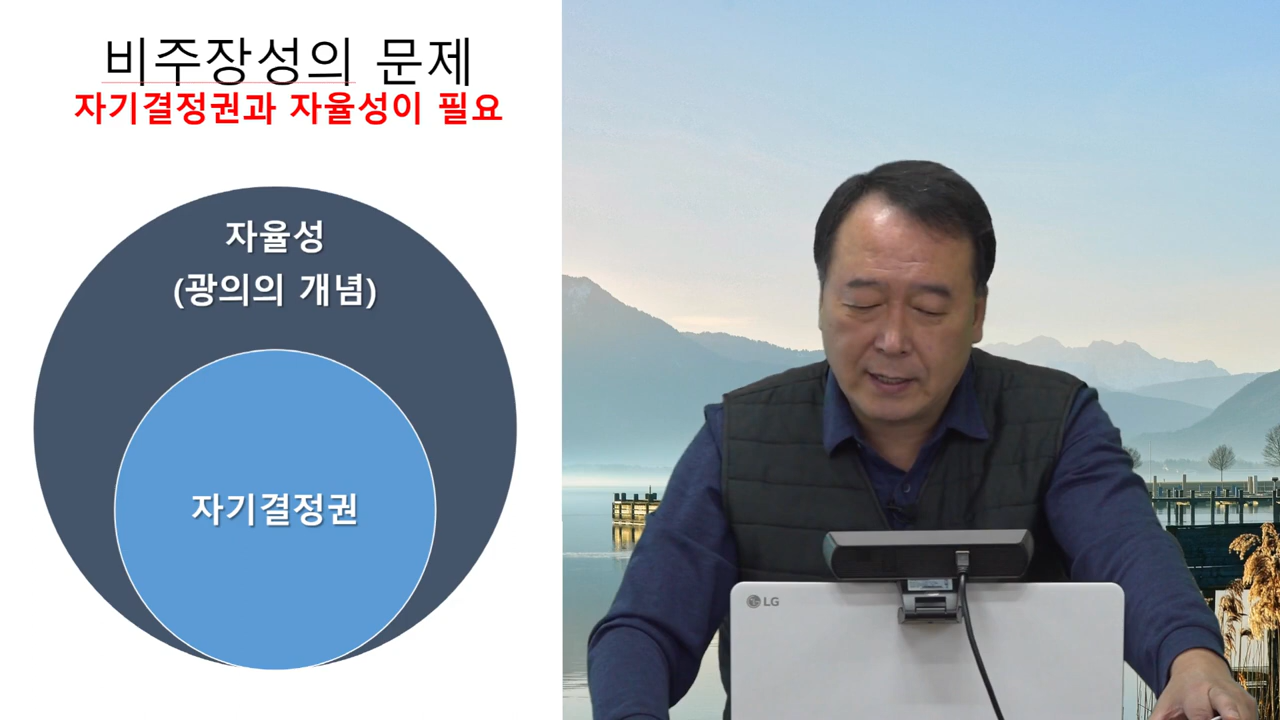 비주장성의 문제
자기결정권과 자율성이 필요
자율성
(광의의 개념)
자기결정권
LG